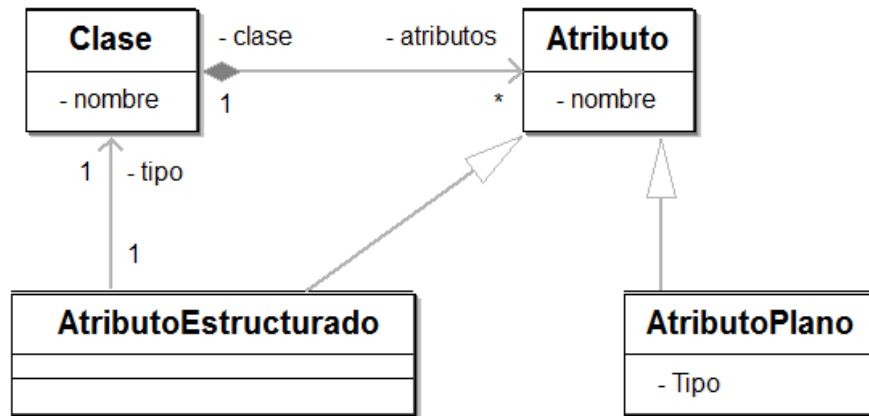 Clase
- clase
- atributos
Atributo
- nombre
1
*
- nombre
1
- tipo
1
AtributoEstructurado
AtributoPlano
- Tipo